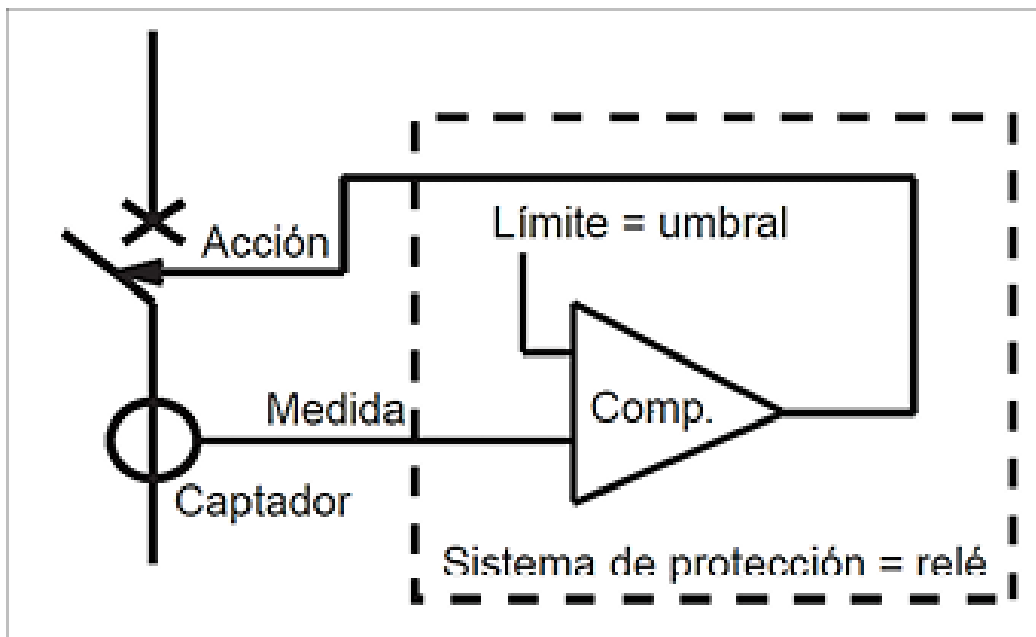 Límite = umbral
Acción
Medida
Comp.
Captador
Sistema de protección = relé